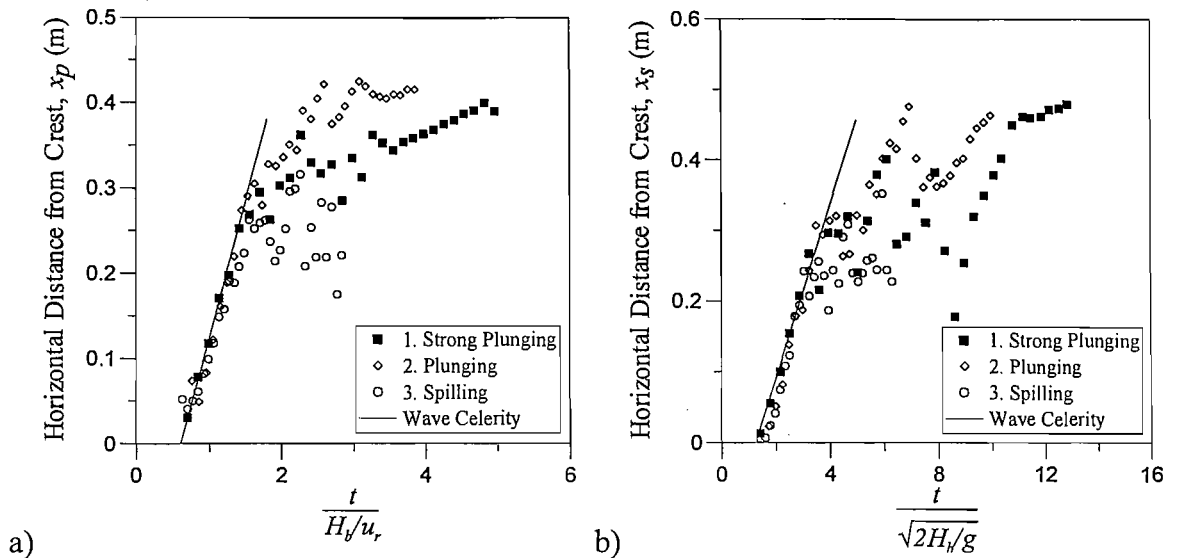 Horizontal Distance from Crest, xp (m)
0.5
0.4
0.3
0.2
0.1
0
0
2
4
6
1. Strong Plunging
2. Plunging
3. Spilling
Wave Celerity
t
Hb/ur
a)
Horizontal Distance from Crest, xs (m)
0.6
0.4
0.2
0
0
4
8
12
16
1. Strong Plunging
2. Plunging
3. Spilling
Wave Celerity
t
√2Hb/g
b)